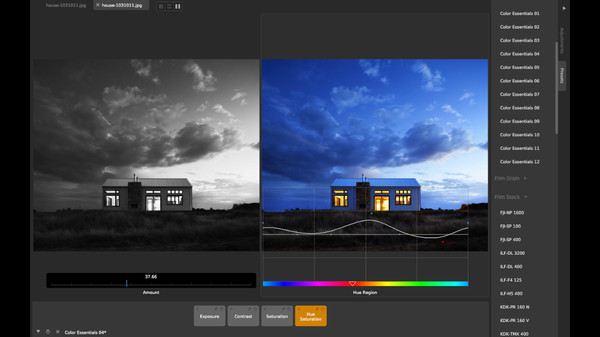 house-1031011.jpg
× house-1031011.jpg
Color Essentials 01
Color Essentials 02
Color Essentials 03
Color Essentials 04
Color Essentials 05
Color Essentials 06
Color Essentials 07
Color Essentials 08
Color Essentials 09
Color Essentials 10
Color Essentials 11
Color Essentials 12
Film Grain
Film Stock
FJI-NP 1600
FJI-SP 100
FJI-SP 400
ILF-DL 3200
ILF-DL 400
ILF-F4 125
ILF-H5 400
KDK-PR 160 N
KDK-PR 160 V
KDK-TMX 400
Adjustments
Presets
37.66
Amount
Hue Region
Exposure
Contrast
Saturation
Hue
Saturation
Color Essentials 04*